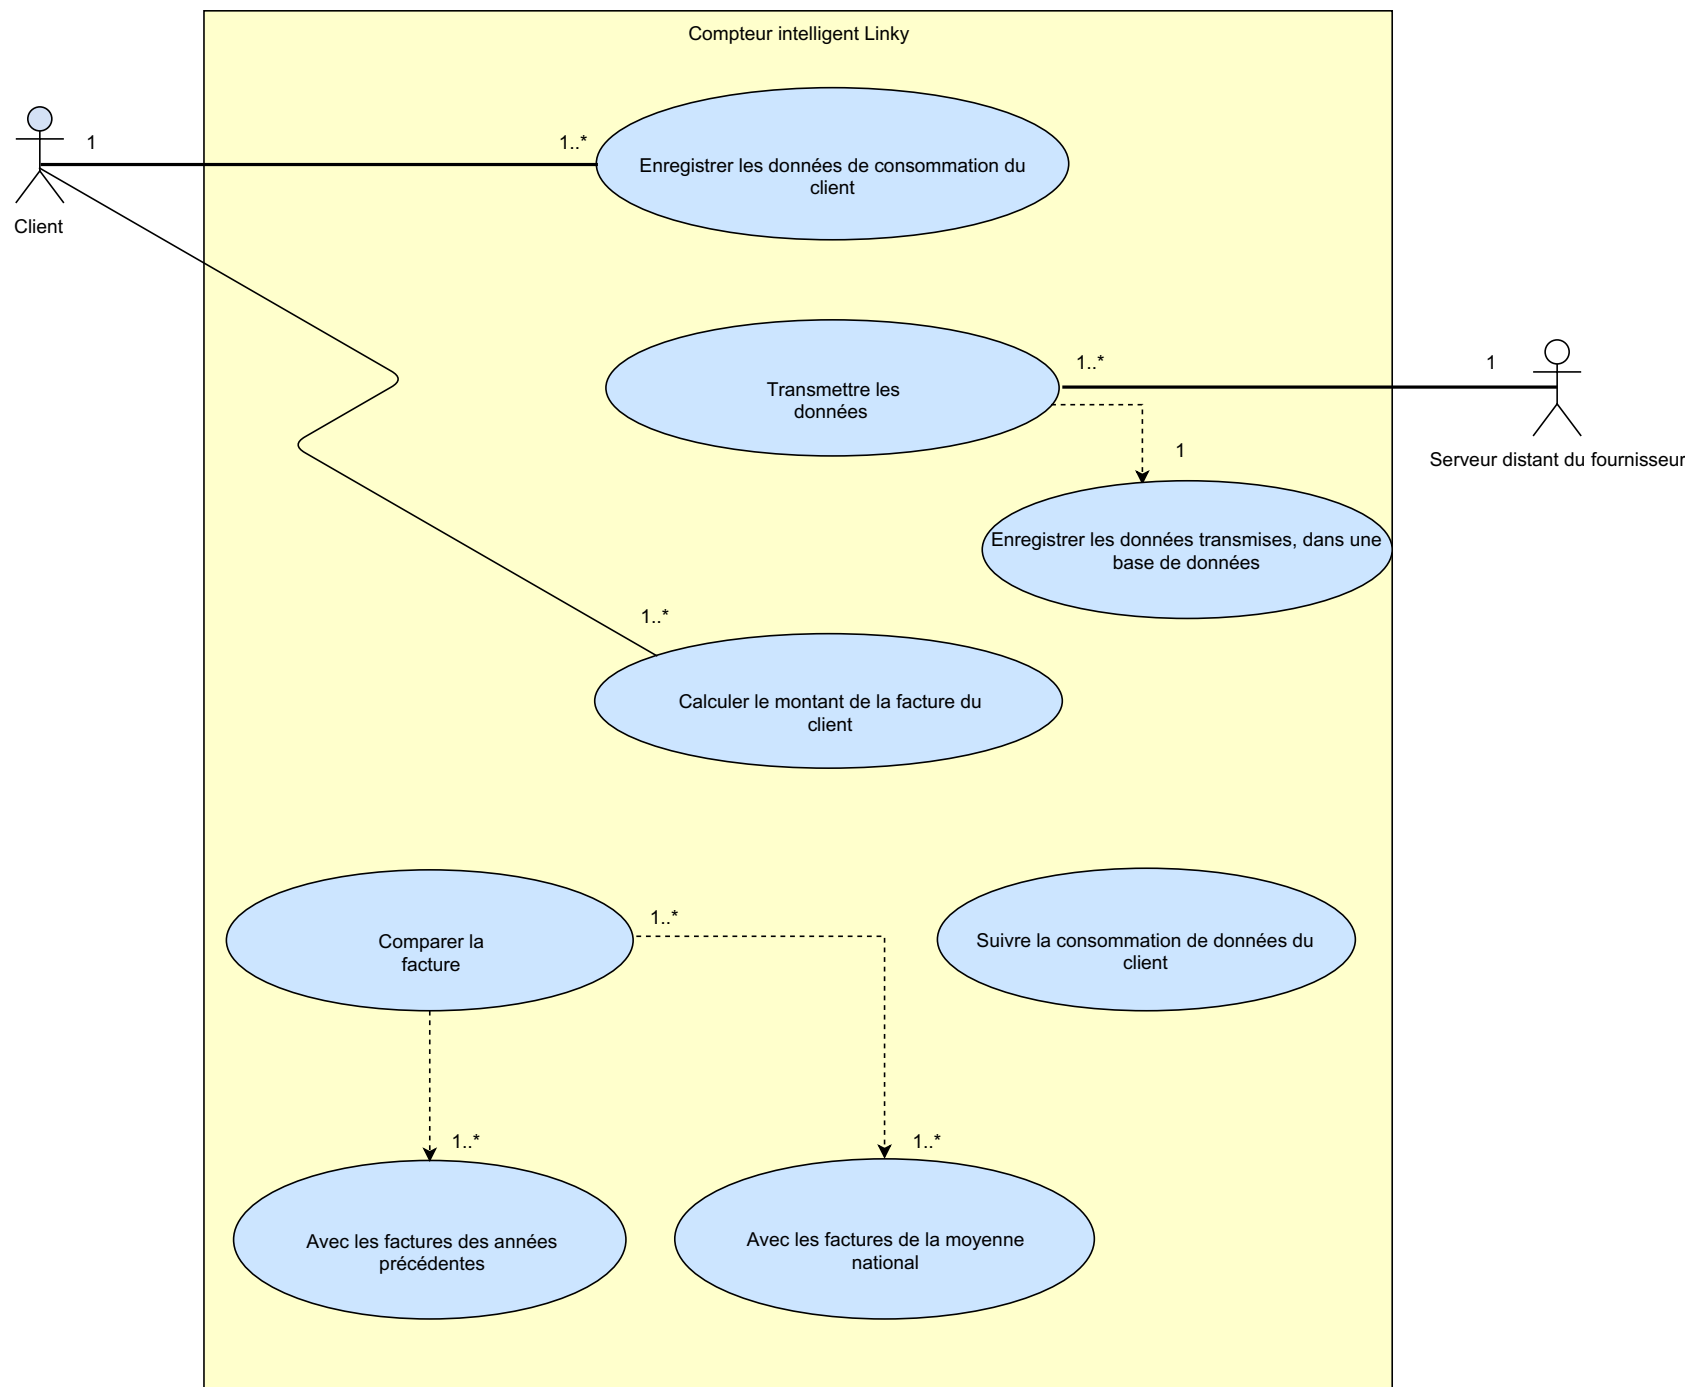 Compteur intelligent Linky
1
1..*
Enregistrer les données de consommation du
client
Client
1..*
1
Transmettre les
données
1
Serveur distant du fournisseur
Enregistrer les données transmises, dans une
base de données
1..*
Calculer le montant de la facture du
client
1..*
Comparer la
facture
Suivre la consommation de données du
client
1..*
1..*
Avec les factures des années
précédentes
Avec les factures de la moyenne
national